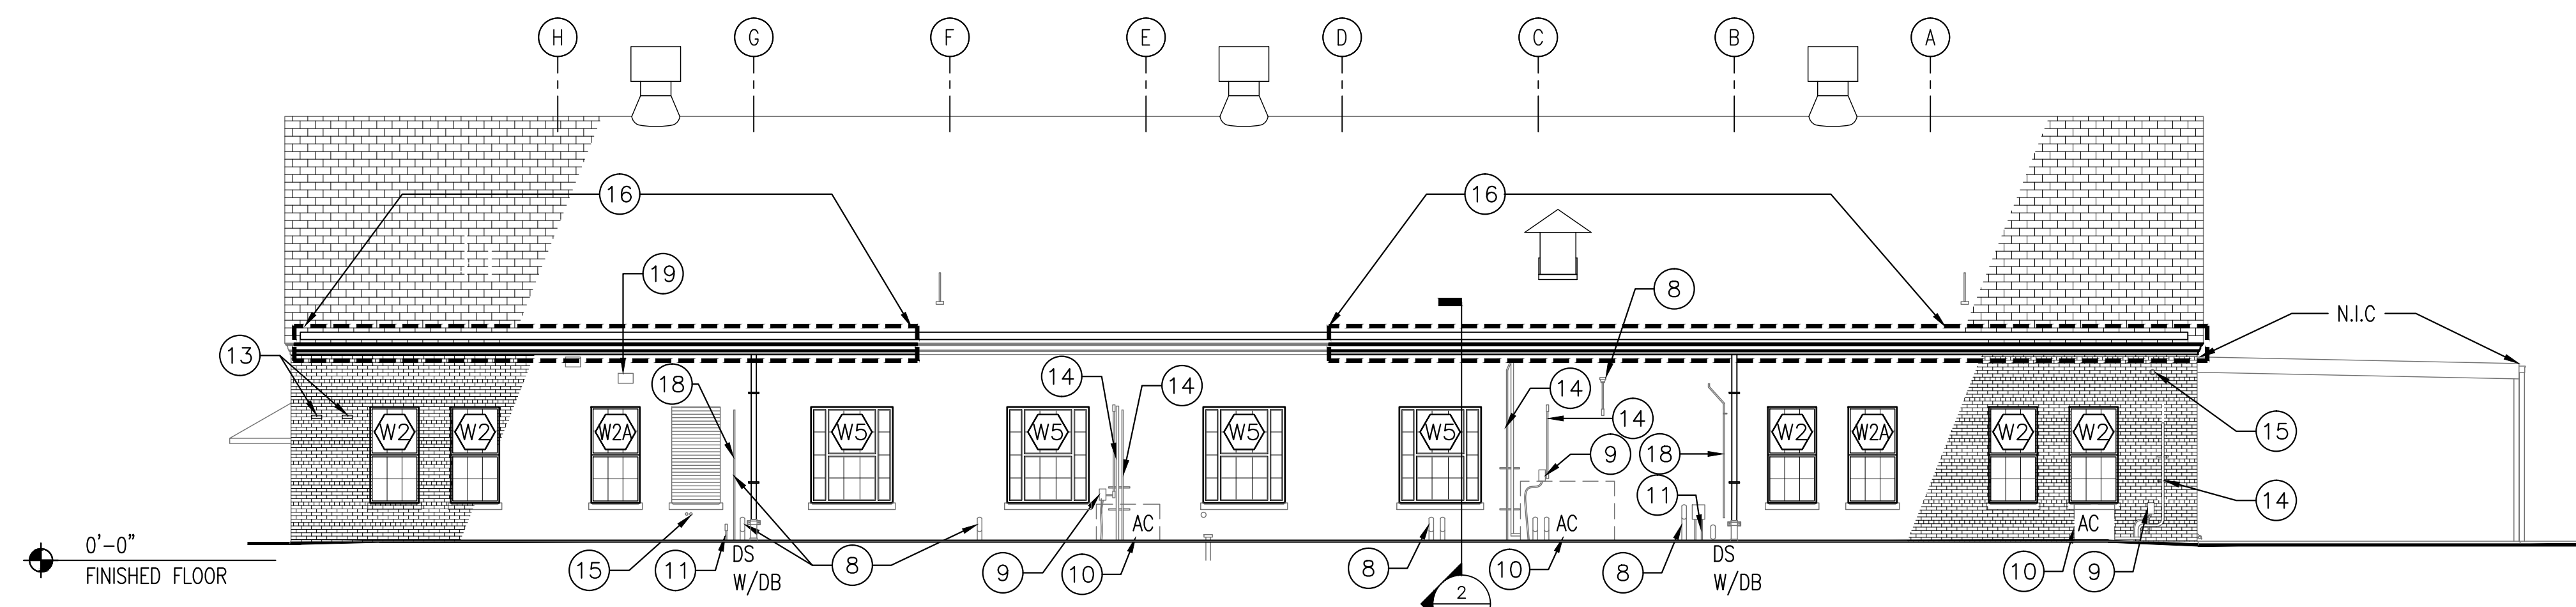 H G F E D C B A
16 16
19 8
N.I.C
13
18 14 14 14 14
W2 W2 W2A W5 W5 W5 W5 W2 W2A W2 W2
15
9 18
11
14
9
AC AC AC
9
0'-0"
FINISHED FLOOR
15 11 DS 8 9 10 8 10 8 DS 10 9
W/DB W/DB
2